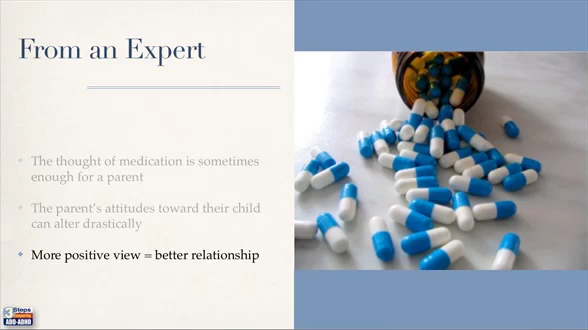 From an Expert
The thought of medication is sometimes
enough for a parent
The parent's attitudes toward their child
can alter drastically
More positive view = better relationship
3 Steps
ADD-ADHD